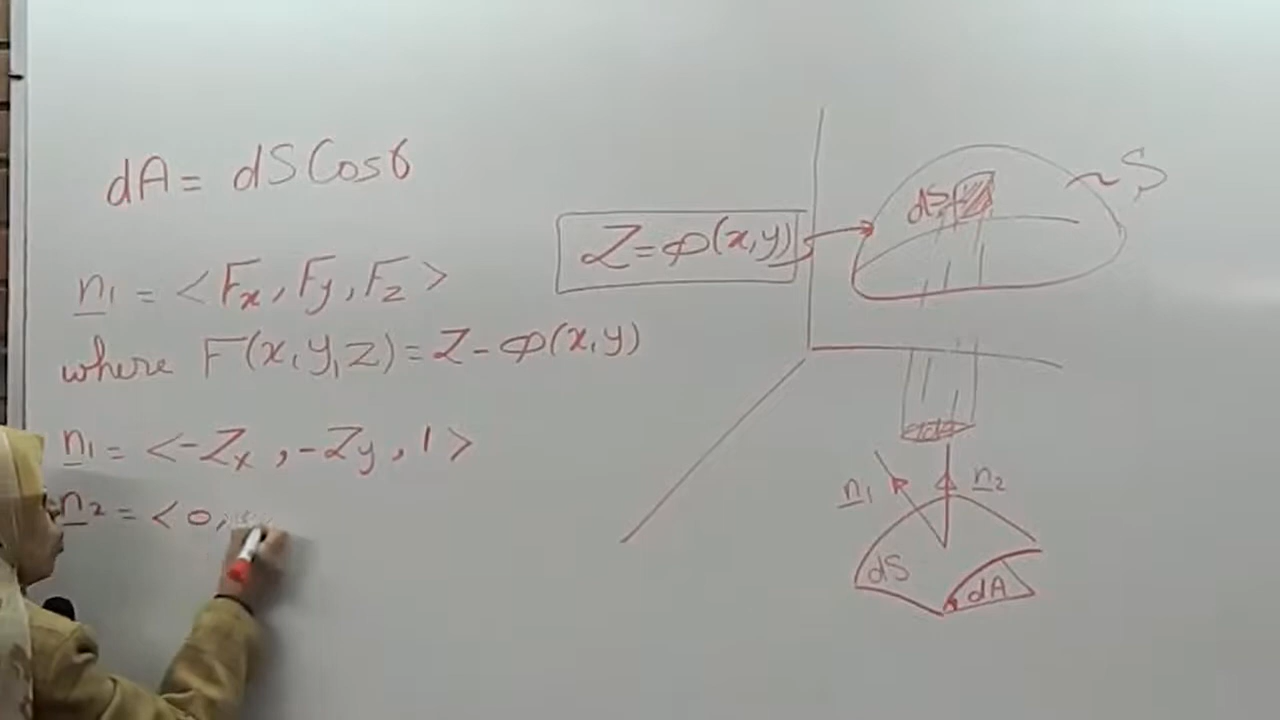 dA = dS Cosθ
n₁ = <Fx, Fy, Fz>
where F(x,y,z) = Z - φ(x,y)
n₁ = <-Zx, -Zy, 1>
n₂ = <0,
Z = φ(x,y)
dS
S
n₁
n₂
dS
dA